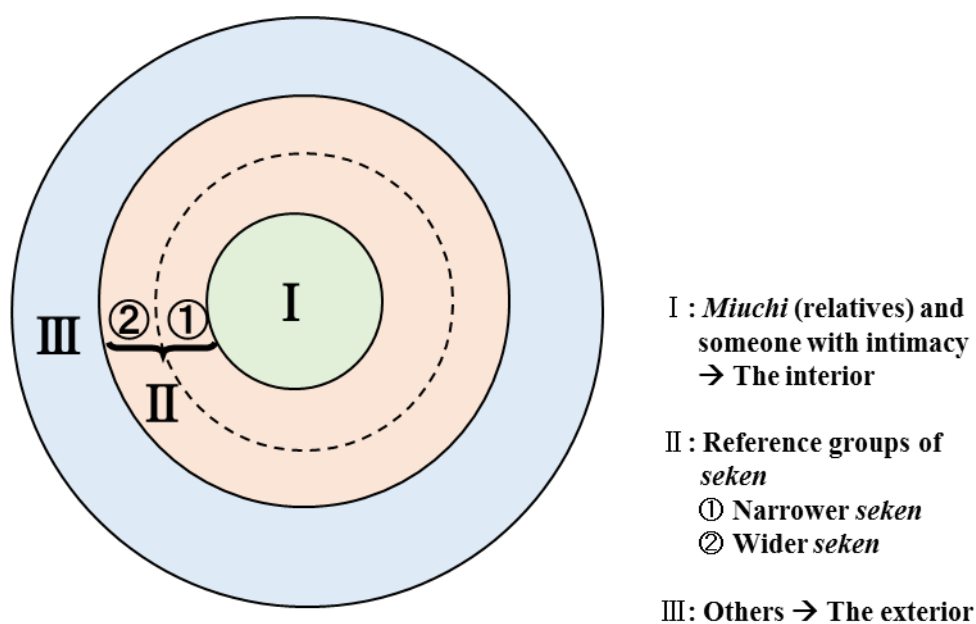 Ⅰ
Ⅲ ② ①
Ⅱ
Ⅰ: Miuchi (relatives) and
someone with intimacy
→ The interior
Ⅱ: Reference groups of
seken
① Narrower seken
② Wider seken
Ⅲ: Others → The exterior